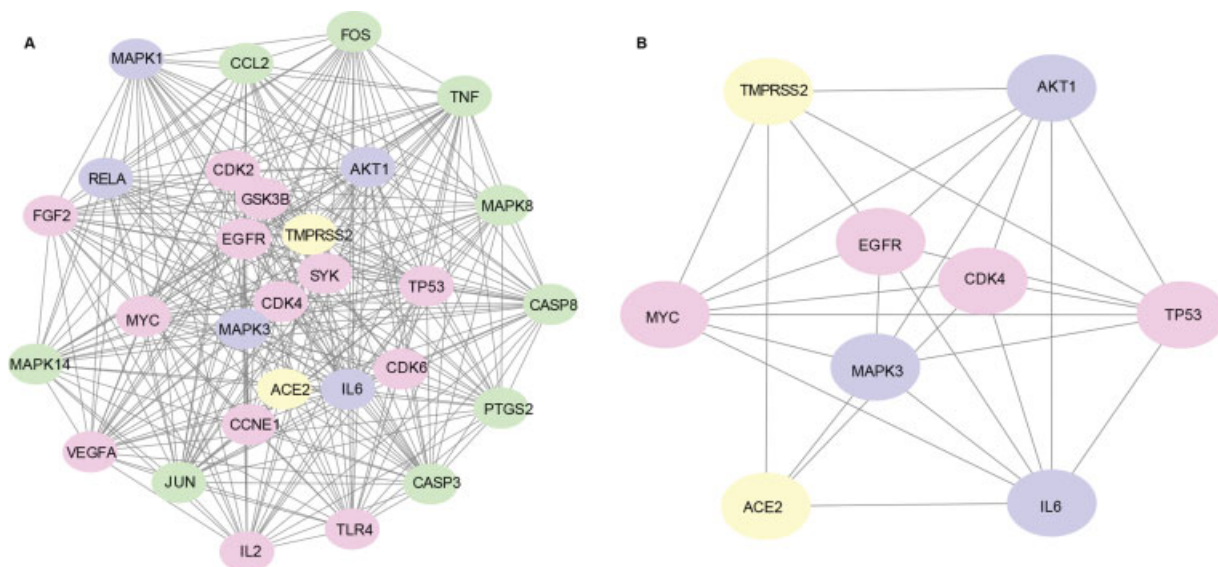 A
FOS
MAPK1
CCL2
TNF
CDK2
AKT1
RELA
GSK3B
MAPK8
FGF2
EGFR
TMPRSS2
SYK
TP53
CDK4
CASP8
MYC
MAPK3
MAPK14
CDK6
ACE2
IL6
PTGS2
CCNE1
VEGFA
JUN
CASP3
TLR4
IL2
B
TMPRSS2
AKT1
EGFR
CDK4
MYC
TP53
MAPK3
ACE2
IL6